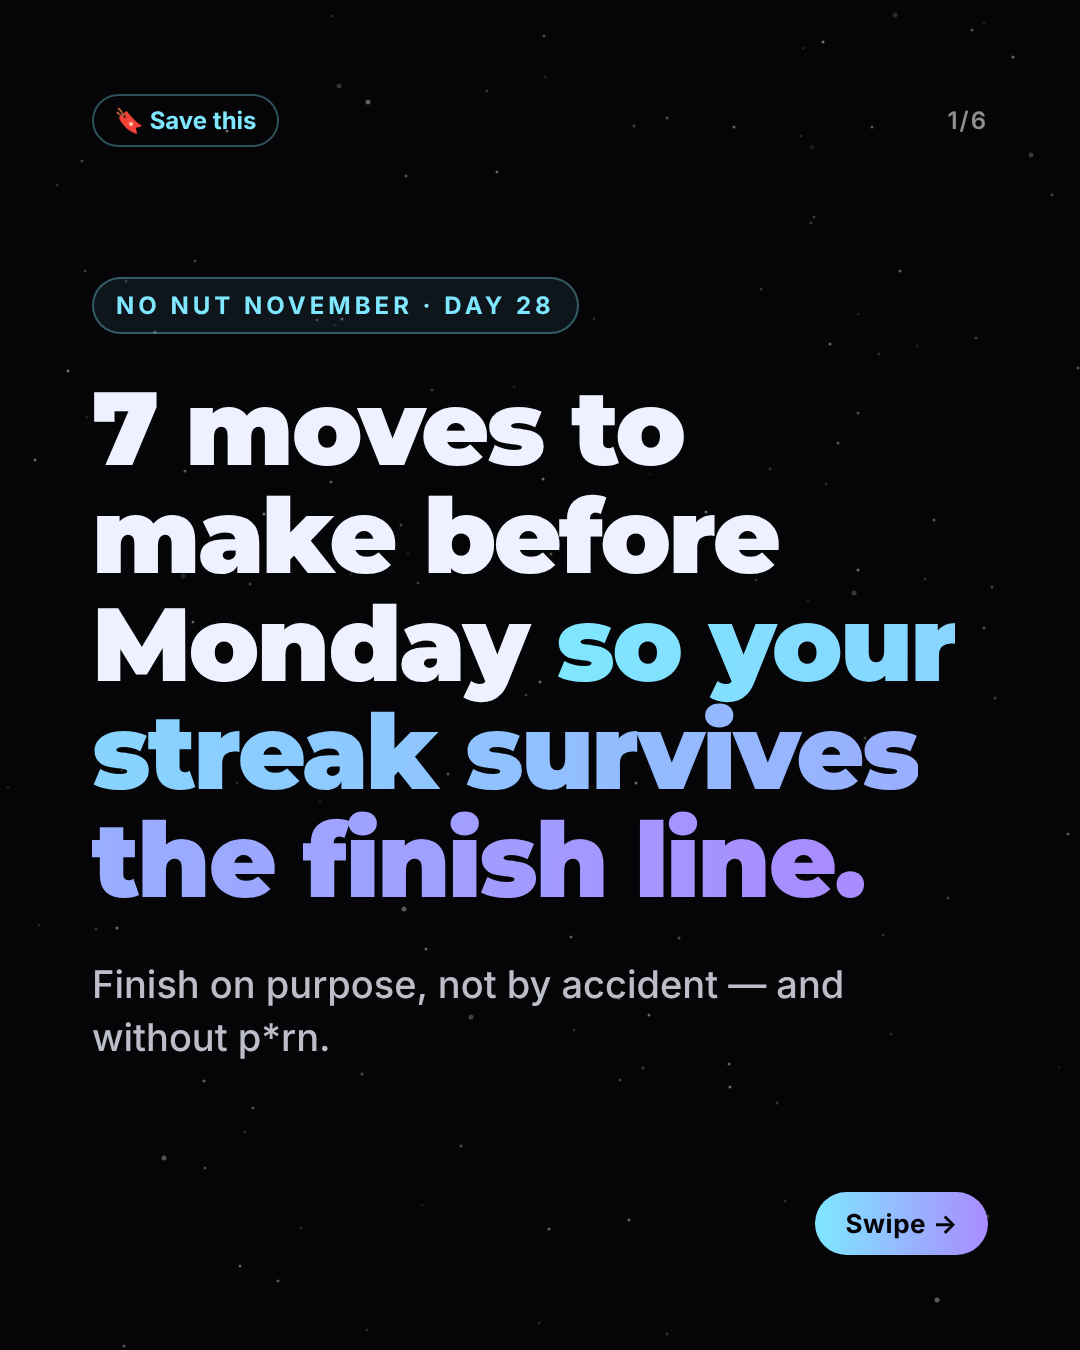 🔖 Save this
1/6
NO NUT NOVEMBER · DAY 28
7 moves to
make before
Monday so your
streak survives
the finish line.
Finish on purpose, not by accident — and
without p*rn.
Swipe →